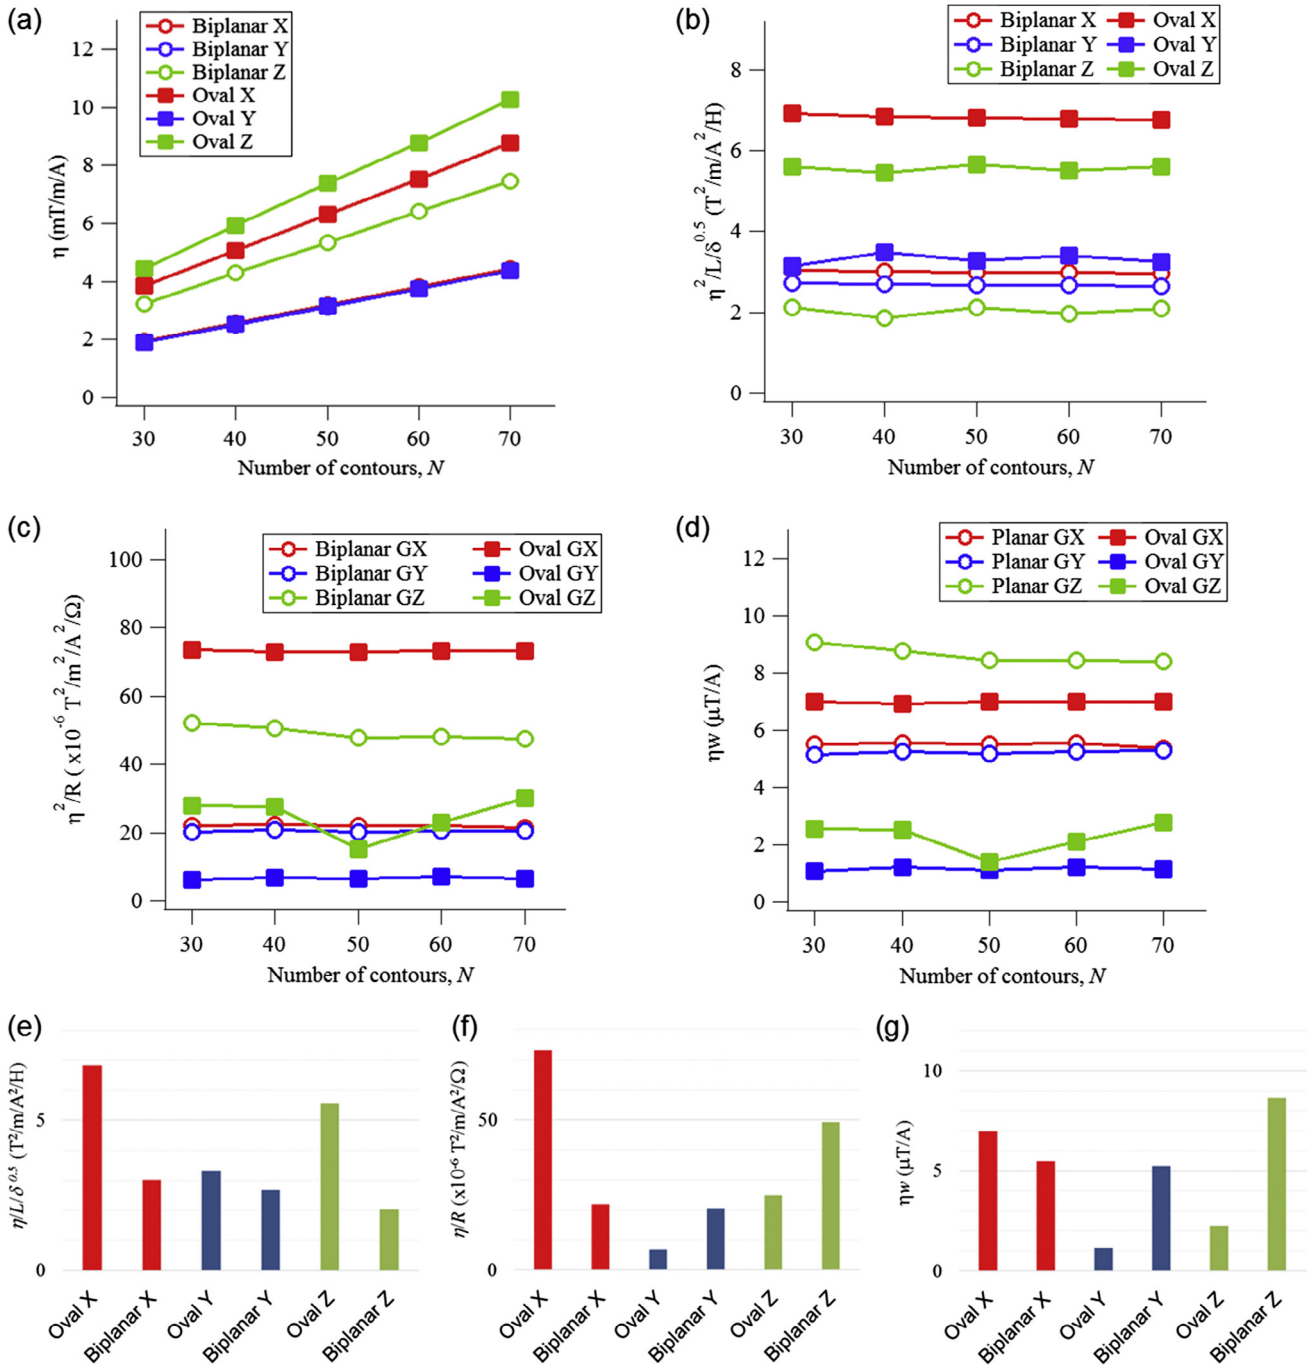 (a)
Biplanar X
Biplanar Y
Biplanar Z
Oval X
Oval Y
Oval Z
η (mT/m/A)
12
10
8
6
4
2
0
30 40 50 60 70
Number of contours, N
(b)
Biplanar X Oval X
Biplanar Y Oval Y
Biplanar Z Oval Z
η²/L/δ^0.5 (T²/m/A²/H)
8
6
4
2
0
30 40 50 60 70
Number of contours, N
(c)
Biplanar GX Oval GX
Biplanar GY Oval GY
Biplanar GZ Oval GZ
η²/R ( x10⁻⁶ T²/m²/A²/Ω)
100
80
60
40
20
0
30 40 50 60 70
Number of contours, N
(d)
Planar GX Oval GX
Planar GY Oval GY
Planar GZ Oval GZ
ηw (μT/A)
12
10
8
6
4
2
0
30 40 50 60 70
Number of contours, N
(e)
η/L/δ^0.5 (T²/m/A²/H)
5
0
Oval X
Biplanar X
Oval Y
Biplanar Y
Oval Z
Biplanar Z
(f)
η/R (x10⁻⁶ T²/m/A²/Ω)
50
0
Oval X
Biplanar X
Oval Y
Biplanar Y
Oval Z
Biplanar Z
(g)
ηw (μT/A)
10
5
0
Oval X
Biplanar X
Oval Y
Biplanar Y
Oval Z
Biplanar Z